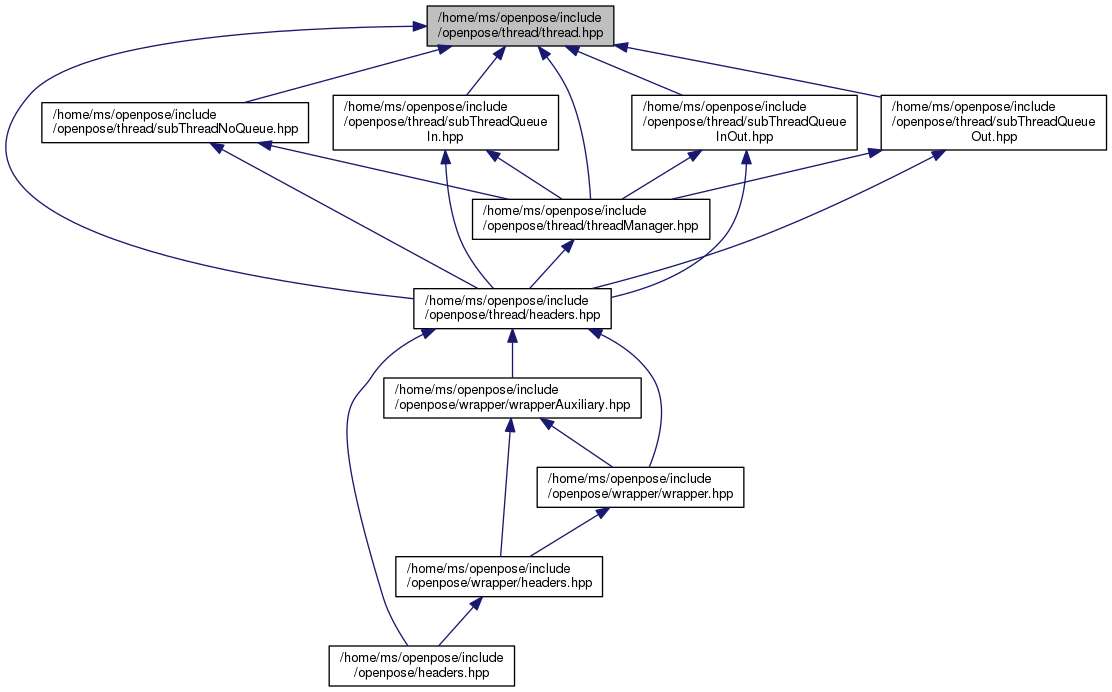 /home/ms/openpose/include
/openpose/thread/thread.hpp
/home/ms/openpose/include
/openpose/thread/subThreadNoQueue.hpp
/home/ms/openpose/include
/openpose/thread/subThreadQueue
In.hpp
/home/ms/openpose/include
/openpose/thread/subThreadQueue
InOut.hpp
/home/ms/openpose/include
/openpose/thread/subThreadQueue
Out.hpp
/home/ms/openpose/include
/openpose/thread/threadManager.hpp
/home/ms/openpose/include
/openpose/thread/headers.hpp
/home/ms/openpose/include
/openpose/wrapper/wrapperAuxiliary.hpp
/home/ms/openpose/include
/openpose/wrapper/wrapper.hpp
/home/ms/openpose/include
/openpose/wrapper/headers.hpp
/home/ms/openpose/include
/openpose/headers.hpp